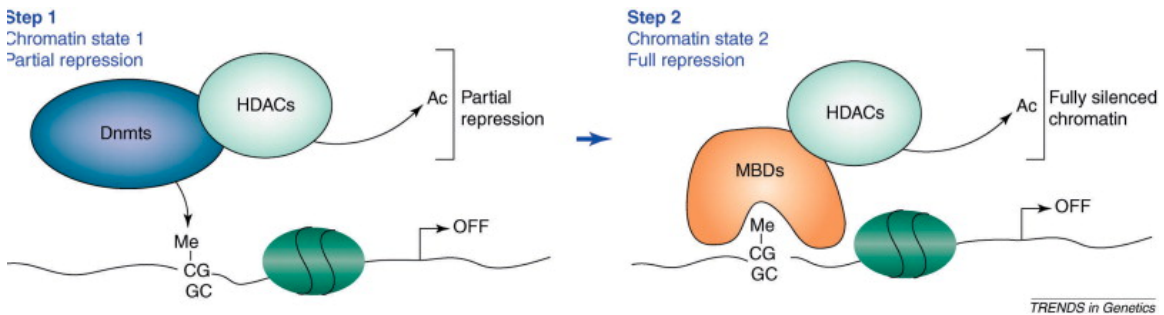 Step 1
Chromatin state 1
Partial repression
Dnmts
HDACs
Ac
Partial
repression
Me
CG
GC
OFF
Step 2
Chromatin state 2
Full repression
HDACs
MBDs
Ac
Fully silenced
chromatin
Me
CG
GC
OFF
TRENDS in Genetics